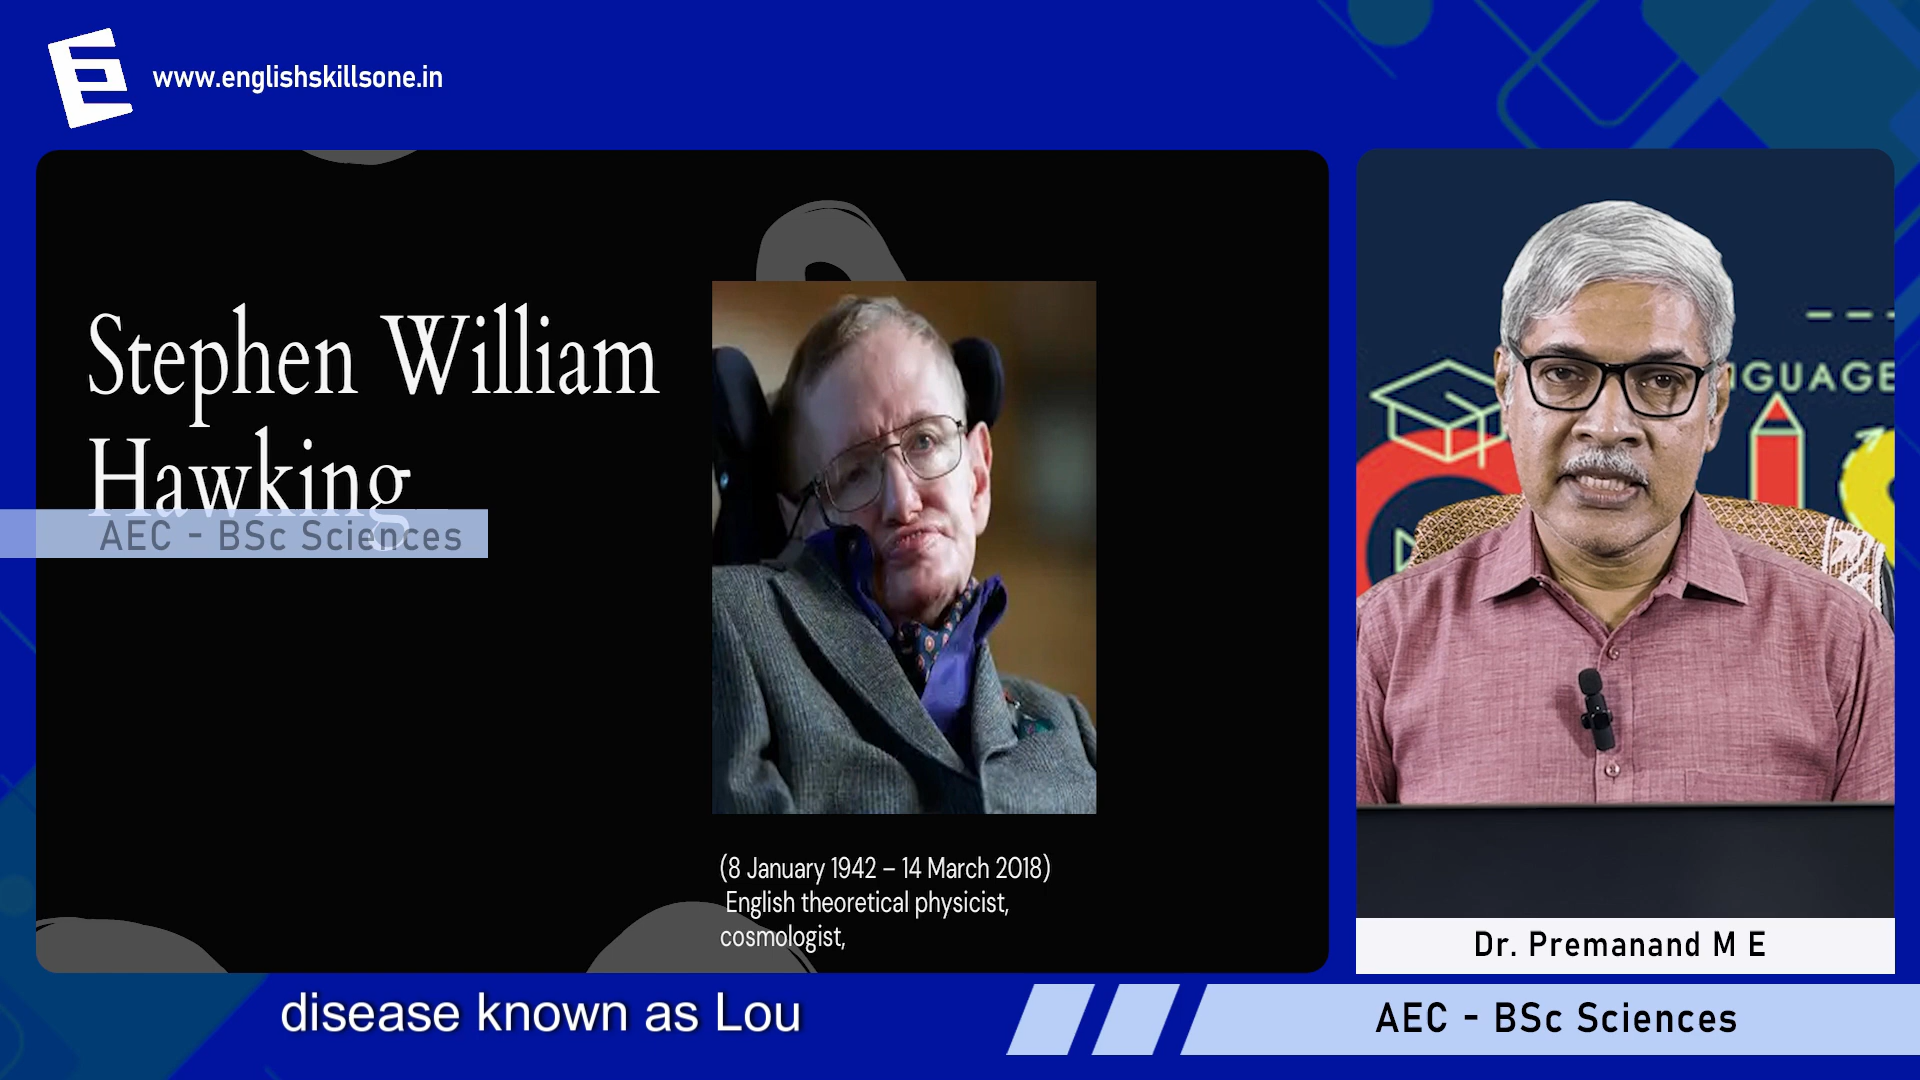 www.englishskillsone.in
Stephen William
Hawking
AEC - BSc Sciences
(8 January 1942 – 14 March 2018)
English theoretical physicist,
cosmologist,
NGUAGE
Dr. Premanand M E
disease known as Lou
AEC - BSc Sciences